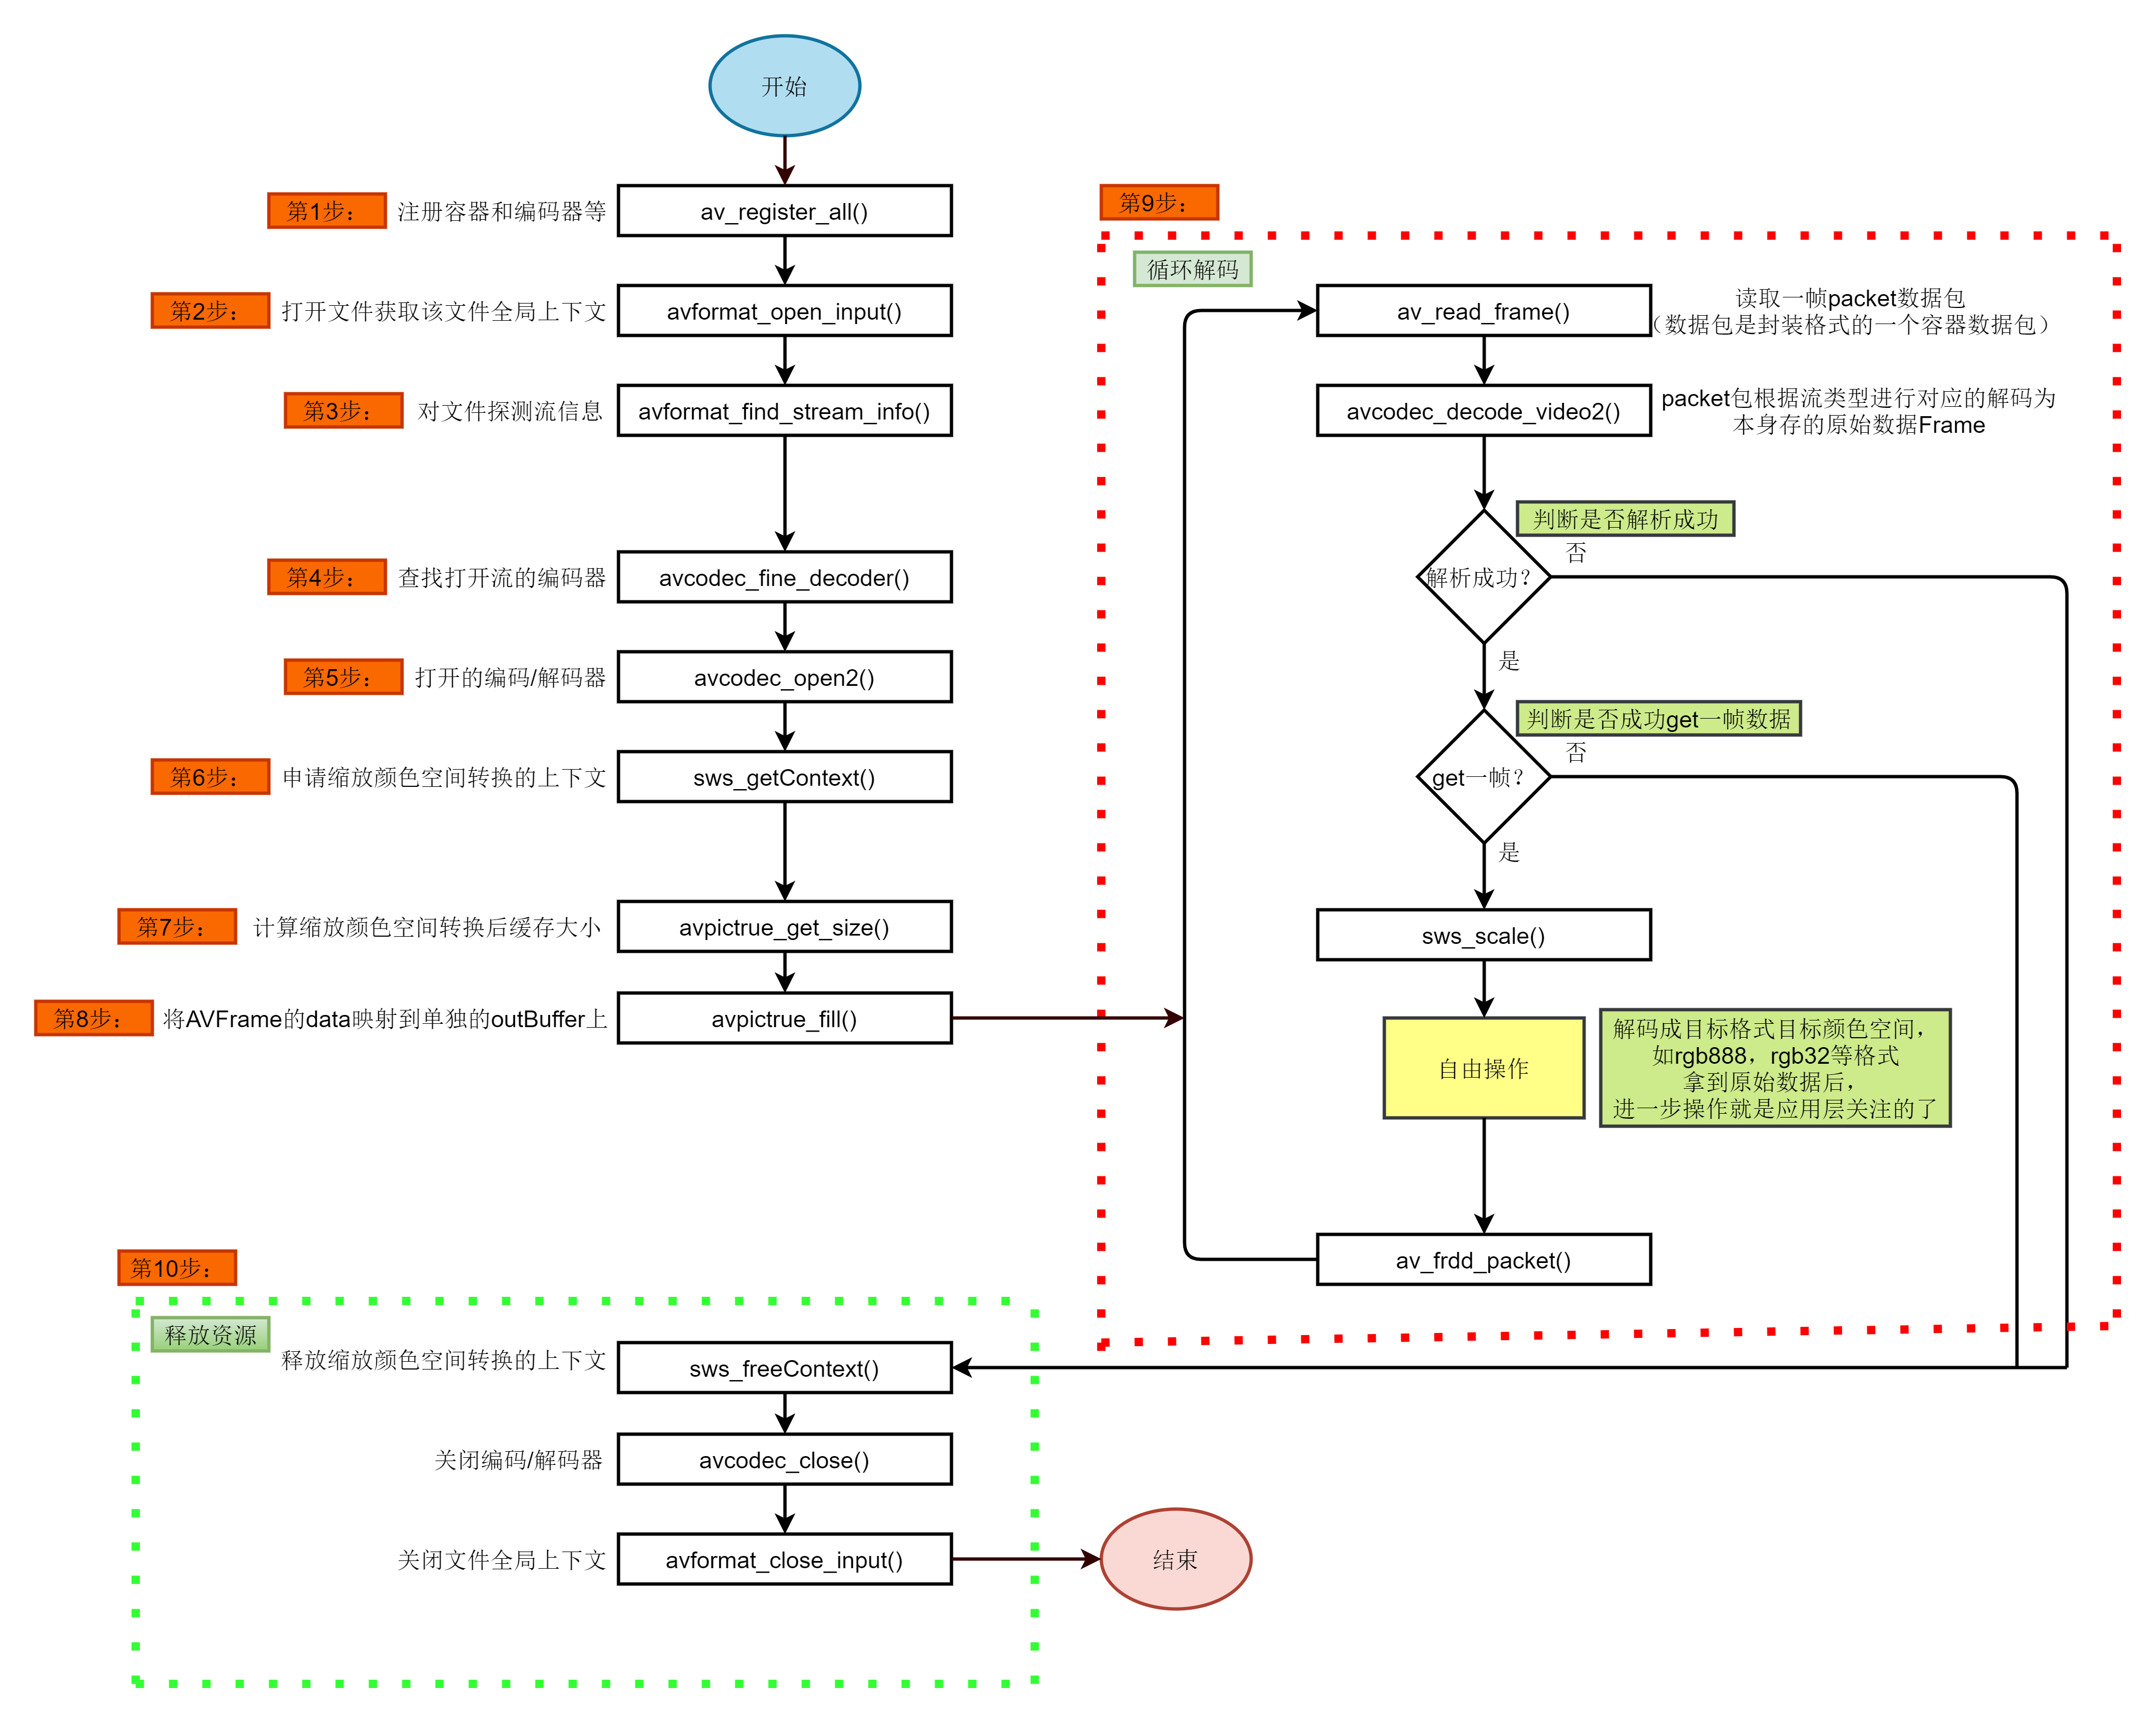 开始
第1步：
注册容器和编码器等
av_register_all()
第2步：
打开文件获取该文件全局上下文
avformat_open_input()
第3步：
对文件探测流信息
avformat_find_stream_info()
第4步：
查找打开流的编码器
avcodec_fine_decoder()
第5步：
打开的编码/解码器
avcodec_open2()
第6步：
申请缩放颜色空间转换的上下文
sws_getContext()
第7步：
计算缩放颜色空间转换后缓存大小
avpictrue_get_size()
第8步：
将AVFrame的data映射到单独的outBuffer上
avpictrue_fill()
第9步：
循环解码
av_read_frame()
读取一帧packet数据包
（数据包是封装格式的一个容器数据包）
avcodec_decode_video2()
packet包根据流类型进行对应的解码为
本身存的原始数据Frame
判断是否解析成功
否
解析成功？
是
判断是否成功get一帧数据
否
get一帧？
是
sws_scale()
自由操作
解码成目标格式目标颜色空间，
如rgb888，rgb32等格式
拿到原始数据后，
进一步操作就是应用层关注的了
av_frdd_packet()
第10步：
释放资源
释放缩放颜色空间转换的上下文
sws_freeContext()
关闭编码/解码器
avcodec_close()
关闭文件全局上下文
avformat_close_input()
结束